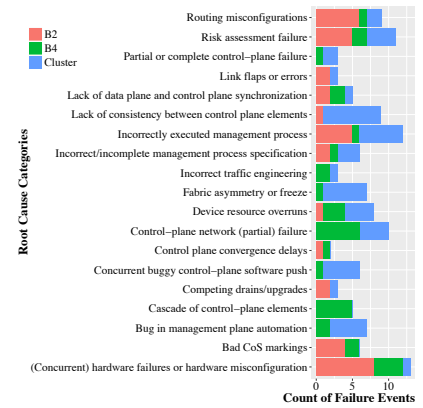 B2
B4
Cluster
Root Cause Categories
Routing misconfigurations
Risk assessment failure
Partial or complete control−plane failure
Link flaps or errors
Lack of data plane and control plane synchronization
Lack of consistency between control plane elements
Incorrectly executed management process
Incorrect/incomplete management process specification
Incorrect traffic engineering
Fabric asymmetry or freeze
Device resource overruns
Control−plane network (partial) failure
Control plane convergence delays
Concurrent buggy control−plane software push
Competing drains/upgrades
Cascade of control−plane elements
Bug in management plane automation
Bad CoS markings
(Concurrent) hardware failures or hardware misconfiguration
0 5 10
Count of Failure Events